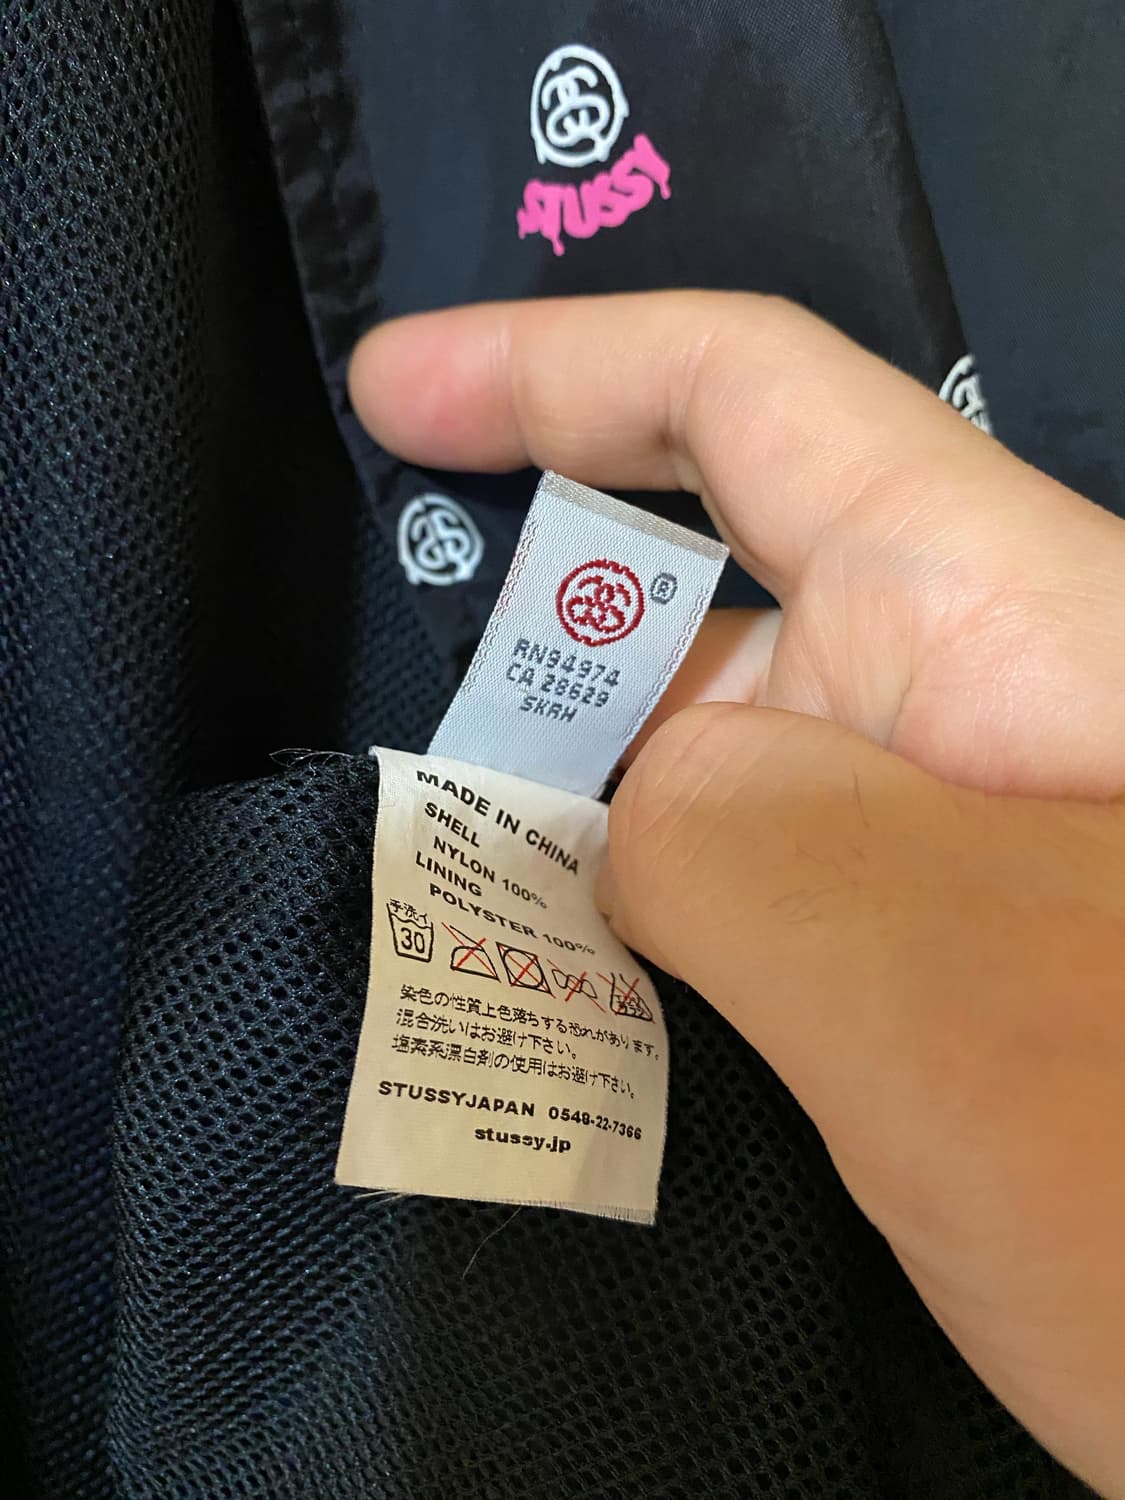 STUSSY
®
RN94974
CA 28629
SKRH
MADE IN CHINA
SHELL
NYLON 100%
LINING
POLYSTER 100%
手洗イ
30
染色の性質上色落ちする恐れがあります。
混合洗いはお避け下さい。
塩素系漂白剤の使用はお避け下さい。
STUSSYJAPAN 0548-22-7366
stussy.jp